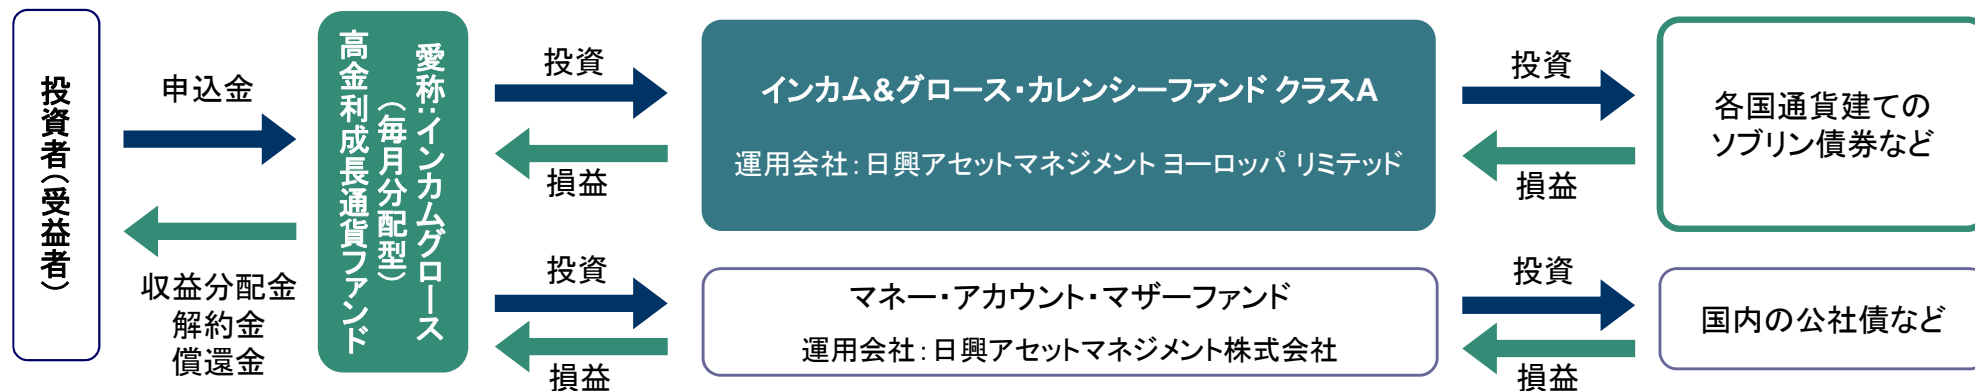 投資者（受益者）
申込金
収益分配金
解約金
償還金
愛称：インカムグロース
（毎月分配型）
高金利成長通貨ファンド
投資
損益
投資
損益
インカム&グロース・カレンシーファンド クラスA
運用会社：日興アセットマネジメント ヨーロッパ リミテッド
マネー・アカウント・マザーファンド
運用会社：日興アセットマネジメント株式会社
投資
損益
投資
損益
各国通貨建ての
ソブリン債券など
国内の公社債など